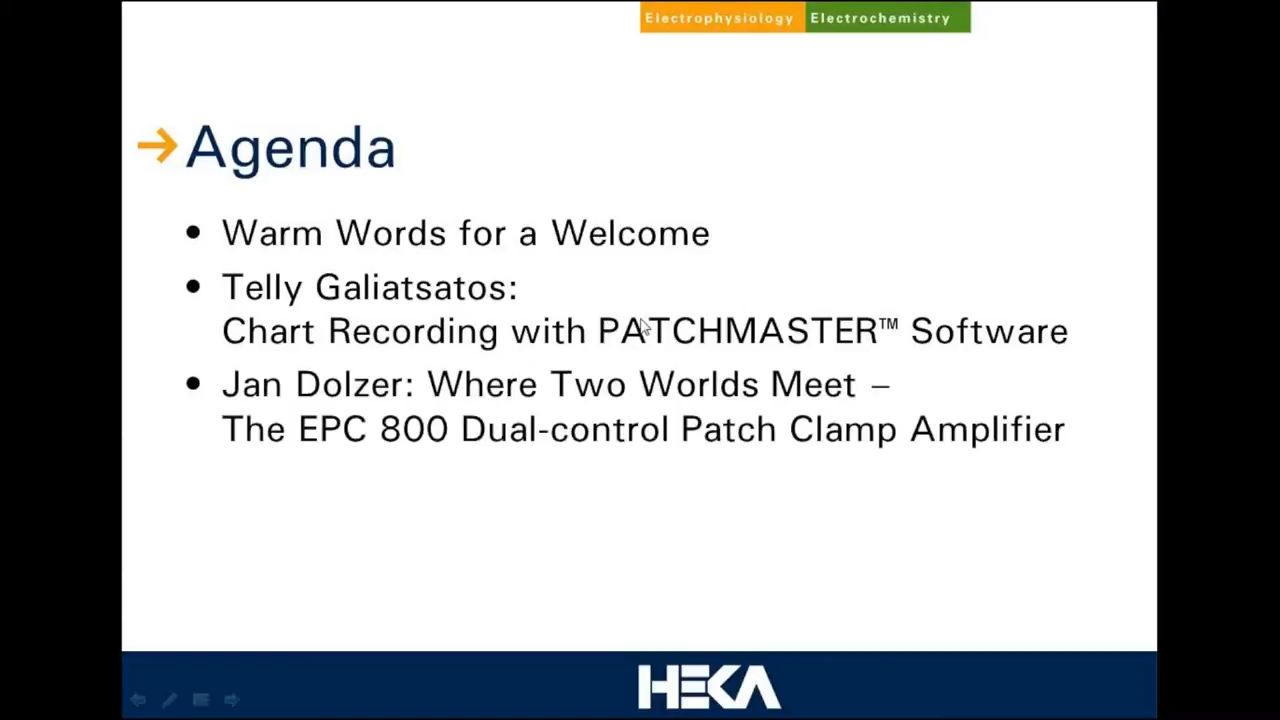 Electrophysiology Electrochemistry
Agenda
• Warm Words for a Welcome
• Telly Galiatsatos:
Chart Recording with PATCHMASTER™ Software
• Jan Dolzer: Where Two Worlds Meet –
The EPC 800 Dual-control Patch Clamp Amplifier
HEKA